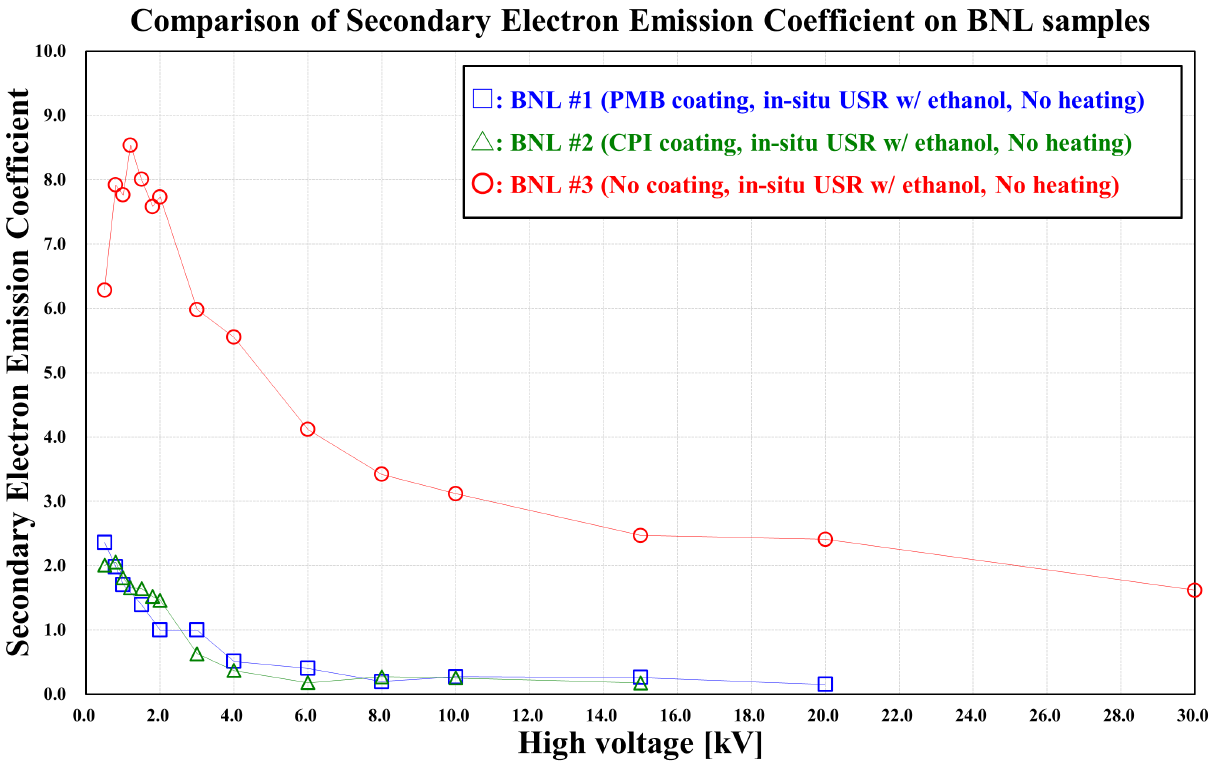 Comparison of Secondary Electron Emission Coefficient on BNL samples
Secondary Electron Emission Coefficient
10.0
9.0
8.0
7.0
6.0
5.0
4.0
3.0
2.0
1.0
0.0
: BNL #1 (PMB coating, in-situ USR w/ ethanol, No heating)
: BNL #2 (CPI coating, in-situ USR w/ ethanol, No heating)
: BNL #3 (No coating, in-situ USR w/ ethanol, No heating)
0.0 2.0 4.0 6.0 8.0 10.0 12.0 14.0 16.0 18.0 20.0 22.0 24.0 26.0 28.0 30.0
High voltage [kV]